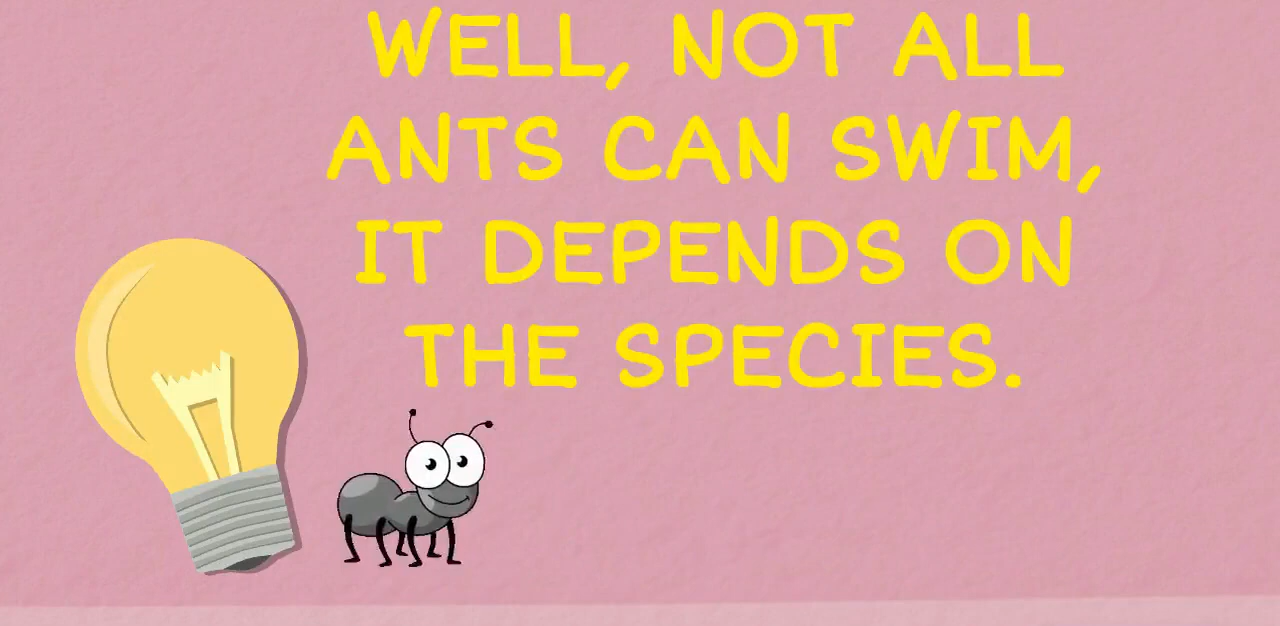 WELL, NOT ALL
ANTS CAN SWIM,
IT DEPENDS ON
THE SPECIES.